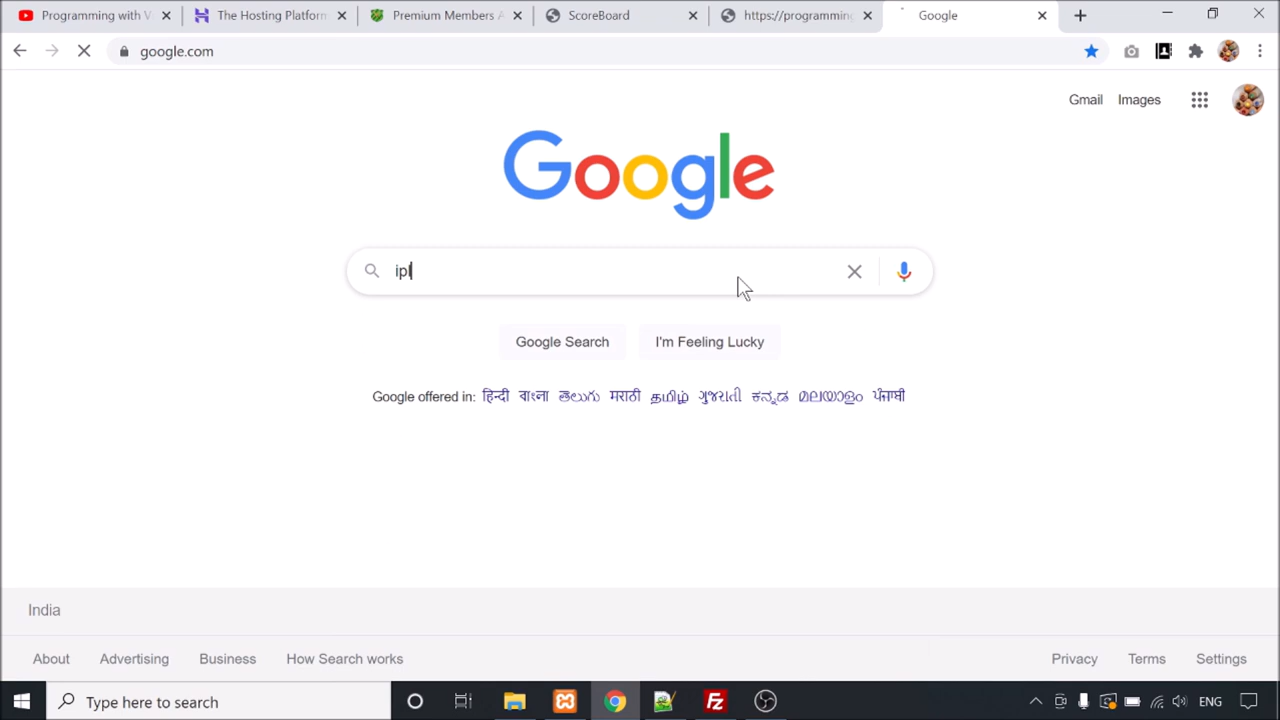 Programming with V
The Hosting Platform
Premium Members A
ScoreBoard
https://programming
Google
google.com
Gmail
Images
Google
ipl
Google Search
I'm Feeling Lucky
Google offered in: हिन्दी বাংলা తెలుగు मराठी தமிழ் ગુજરાતી ಕನ್ನಡ മലയാളം ਪੰਜਾਬੀ
India
About
Advertising
Business
How Search works
Privacy
Terms
Settings
Type here to search
ENG